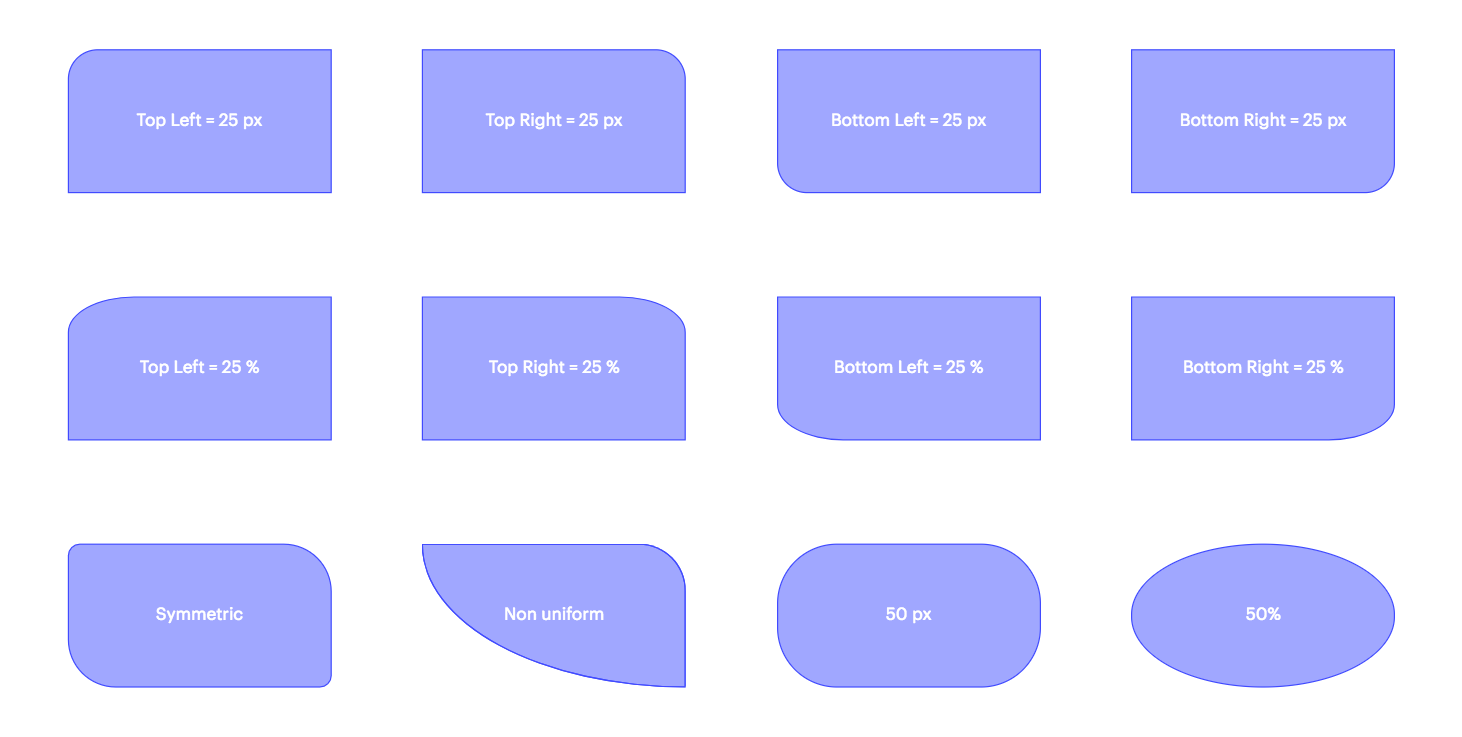 Top Left = 25 px
Top Right = 25 px
Bottom Left = 25 px
Bottom Right = 25 px
Top Left = 25 %
Top Right = 25 %
Bottom Left = 25 %
Bottom Right = 25 %
Symmetric
Non uniform
50 px
50%